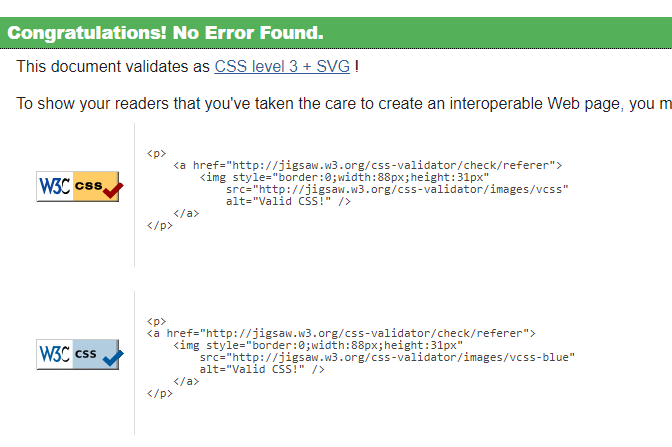 Congratulations! No Error Found.
This document validates as CSS level 3 + SVG !
To show your readers that you've taken the care to create an interoperable Web page, you m
W3C css
<p>
    <a href="http://jigsaw.w3.org/css-validator/check/referer">
        <img style="border:0;width:88px;height:31px"
            src="http://jigsaw.w3.org/css-validator/images/vcss"
            alt="Valid CSS!" />
    </a>
</p>
W3C css
<p>
<a href="http://jigsaw.w3.org/css-validator/check/referer">
    <img style="border:0;width:88px;height:31px"
        src="http://jigsaw.w3.org/css-validator/images/vcss-blue"
        alt="Valid CSS!" />
    </a>
</p>